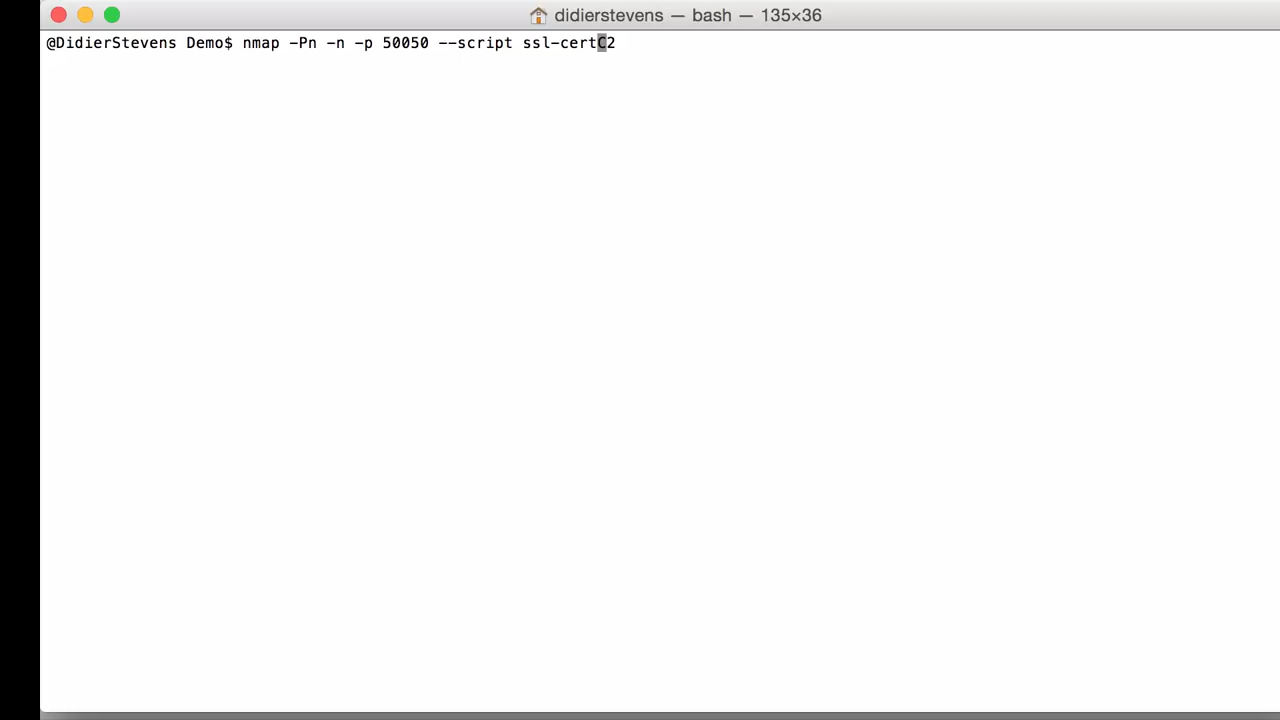 didierstevens — bash — 135×36
@DidierStevens Demo$ nmap -Pn -n -p 50050 --script ssl-certC2